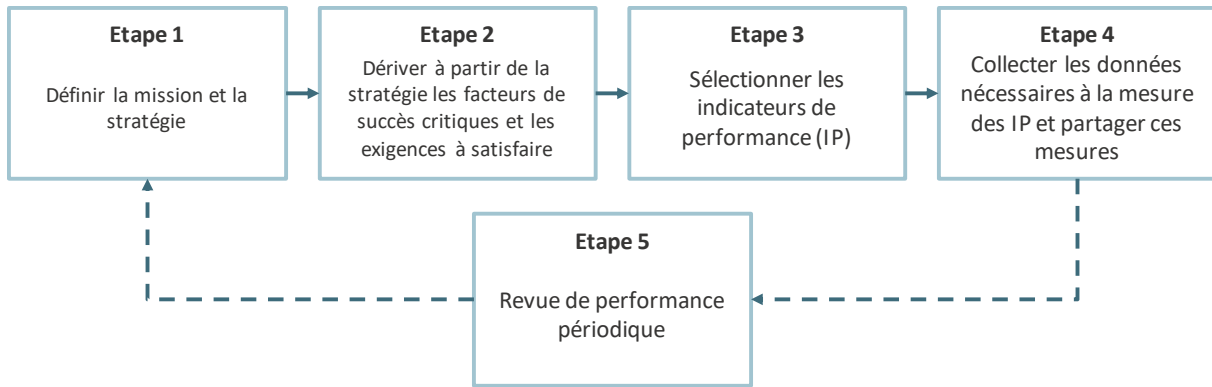 Etape 1
Définir la mission et la
stratégie
Etape 2
Dériver à partir de la
stratégie les facteurs de
succès critiques et les
exigences à satisfaire
Etape 3
Sélectionner les
indicateurs de
performance (IP)
Etape 4
Collecter les données
nécessaires à la mesure
des IP et partager ces
mesures
Etape 5
Revue de performance
périodique